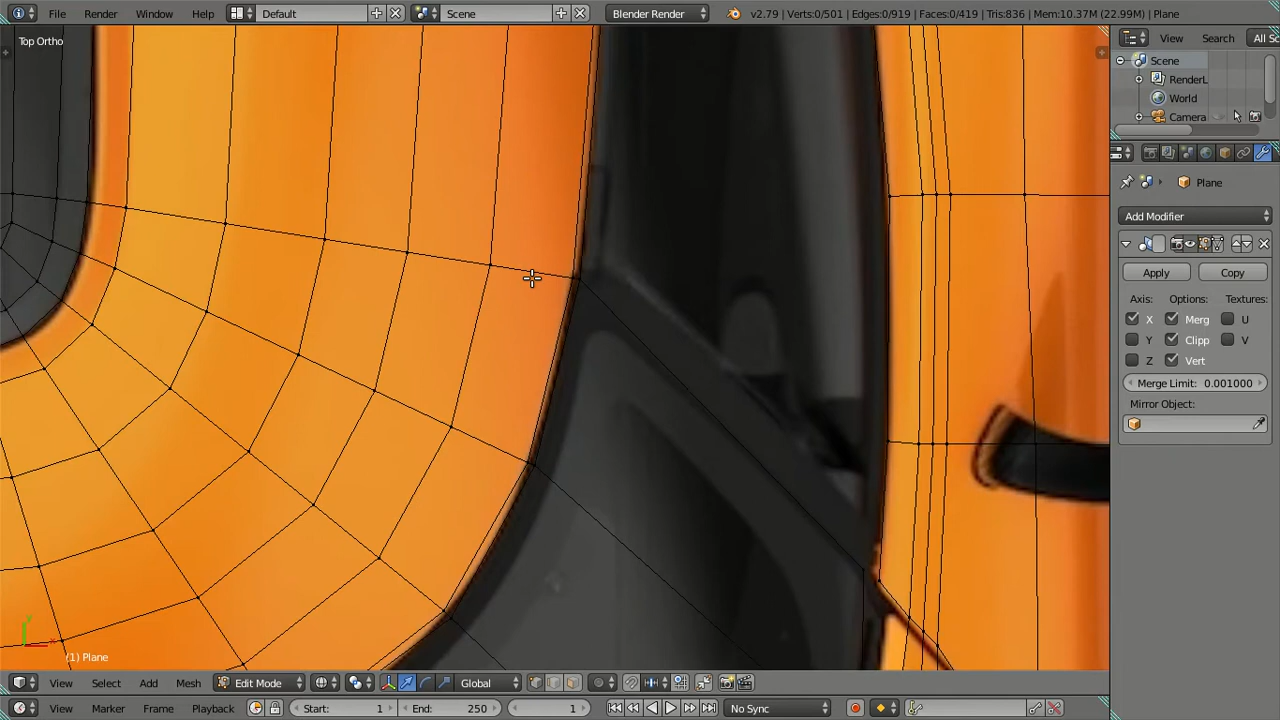 File Render Window Help Default Scene Blender Render v2.79 | Verts:0/501 | Edges:0/919 | Faces:0/419 | Tris:836 | Mem:10.37M (22.99M) | Plane
Top Ortho
View Search All Sc
Scene
RenderL
World
Camera
Plane
Add Modifier
Apply Copy
Axis: Options: Textures:
X Merg U
Y Clipp V
Z Vert
Merge Limit: 0.001000
Mirror Object:
y
x
(1) Plane
View Select Add Mesh Edit Mode Global
View Marker Frame Playback Start: 1 End: 250 1 No Sync